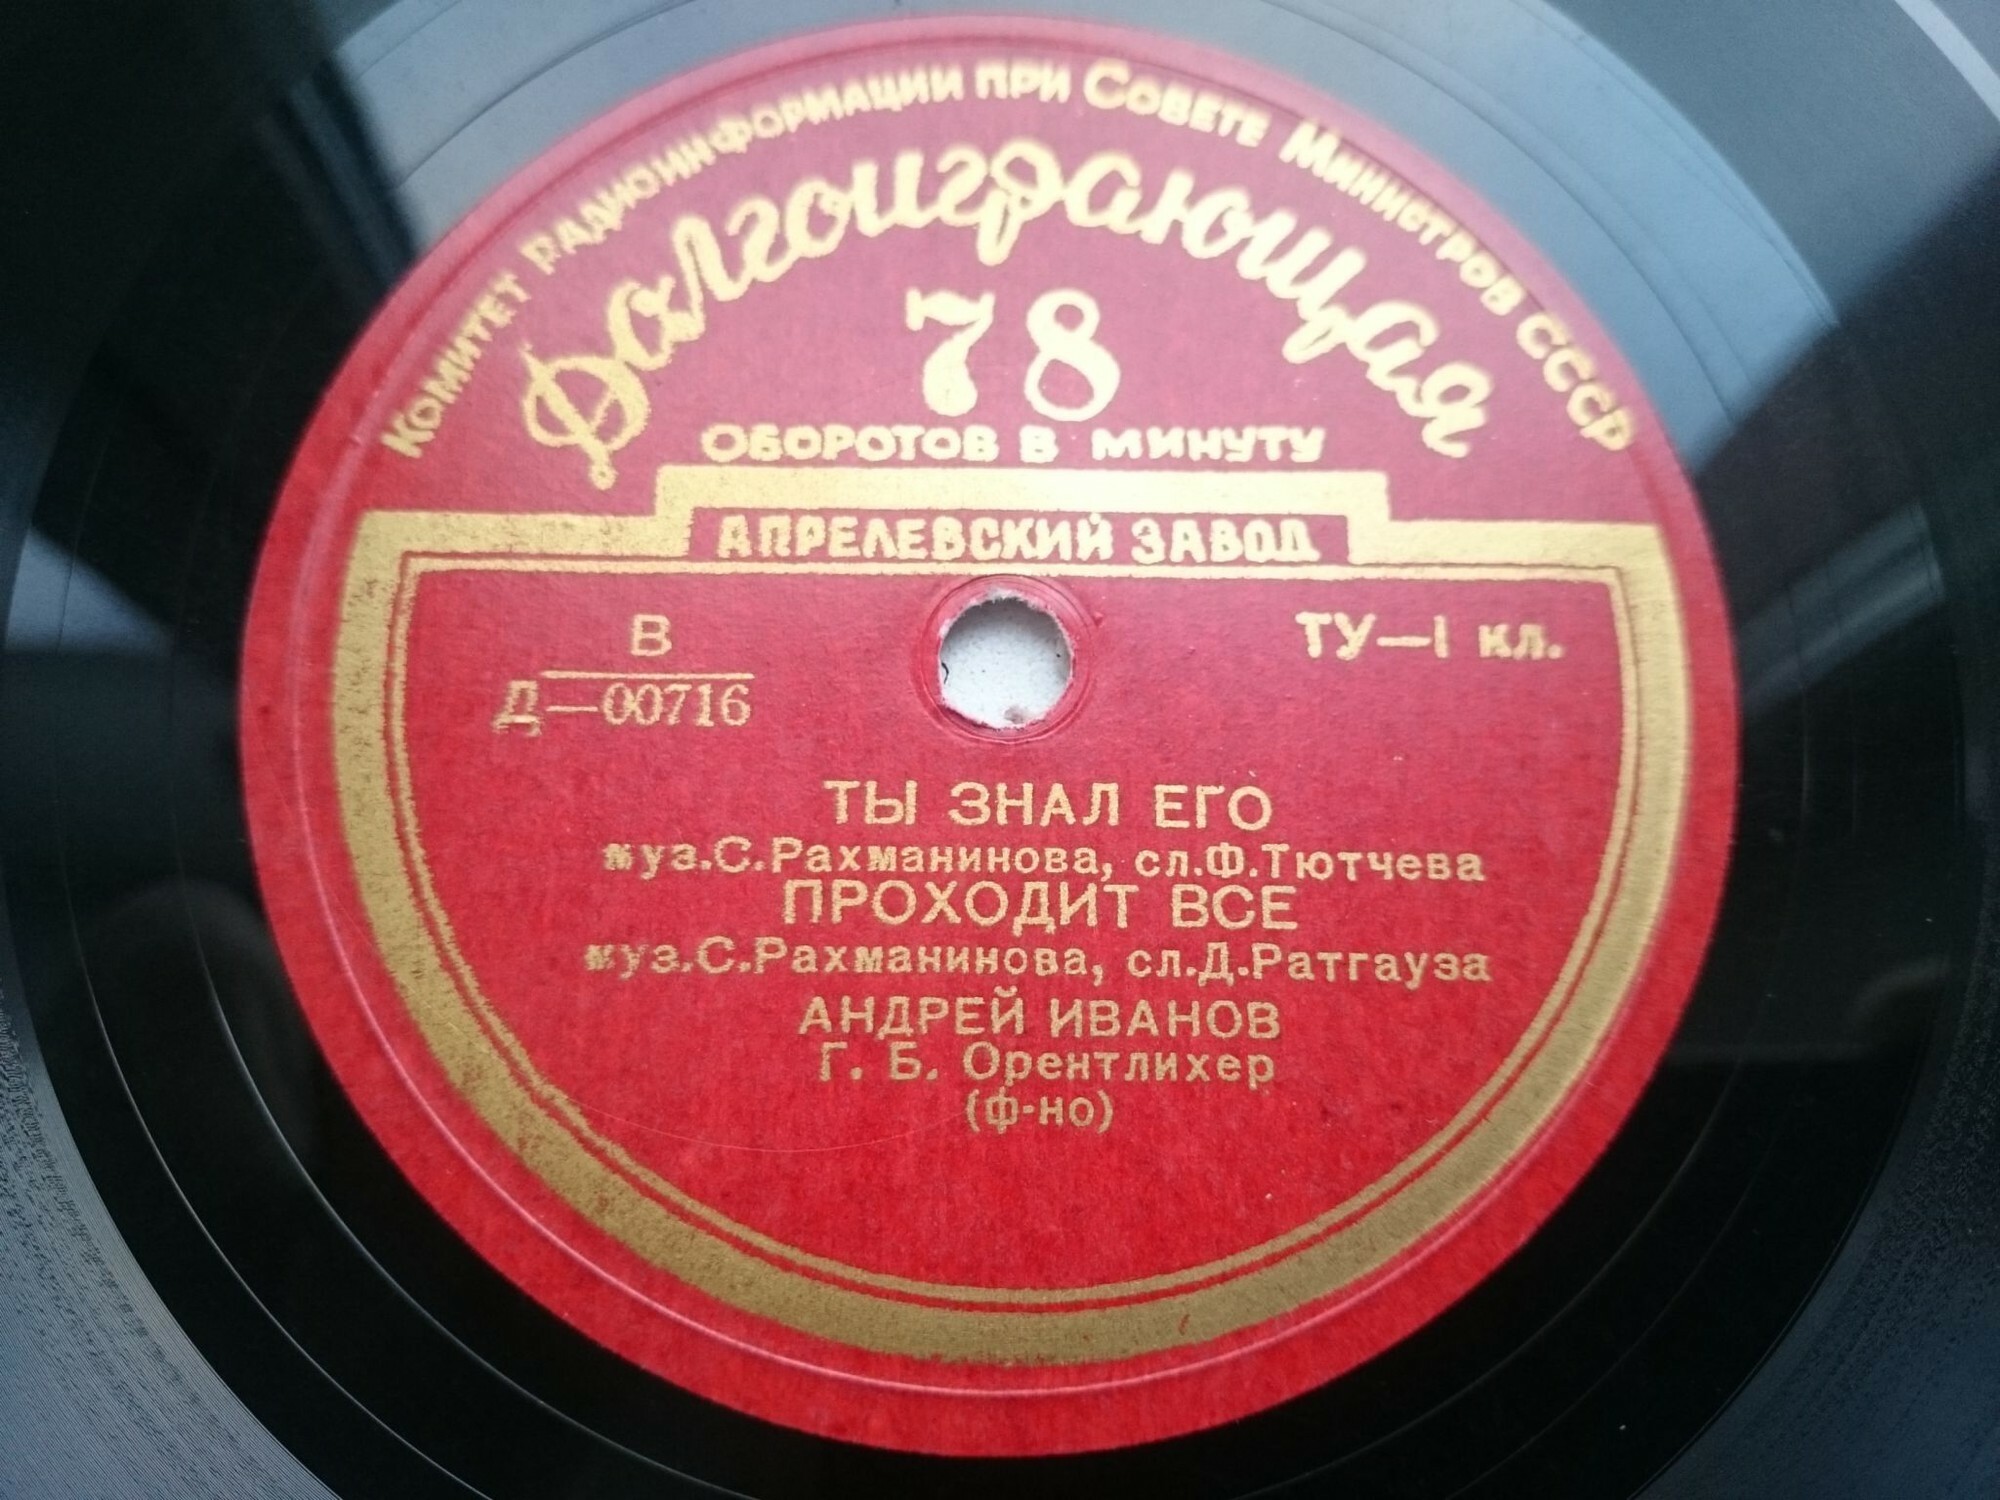 Комитет радиоинформации при Совете Министров СССР
Долгоиграющая
78
ОБОРОТОВ В МИНУТУ
АПРЕЛЕВСКИЙ ЗАВОД
В
Д—00716
ТУ—1 кл.
ТЫ ЗНАЛ ЕГО
муз.С.Рахманинова, сл.Ф.Тютчева
ПРОХОДИТ ВСЕ
муз.С.Рахманинова, сл.Д.Ратгауза
АНДРЕЙ ИВАНОВ
Г. Б. Орентлихер
(ф-но)